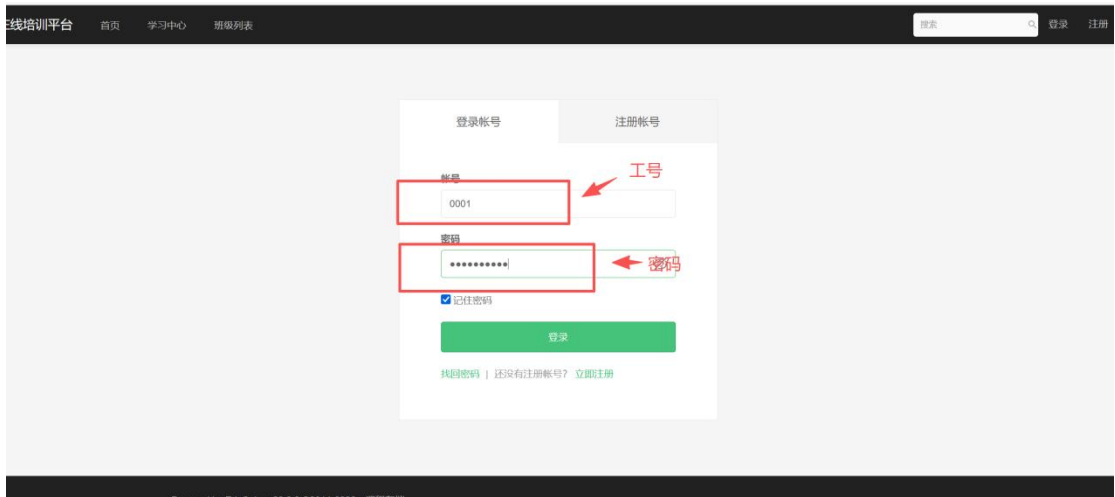 在线培训平台 首页 学习中心 班级列表 搜索 登录 注册
登录帐号 注册帐号
帐号 工号
0001
密码
•••••••••• 密码
记住密码
登录
找回密码 | 还没有注册帐号? 立即注册